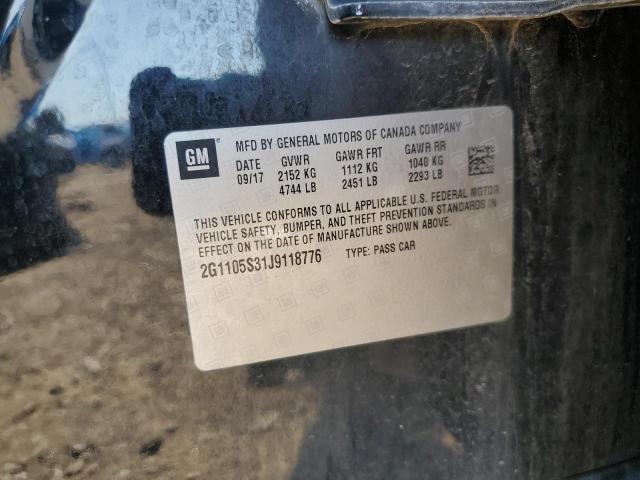 GM
MFD BY GENERAL MOTORS OF CANADA COMPANY
DATE GVWR GAWR FRT GAWR RR
09/17 2152 KG 1112 KG 1040 KG
4744 LB 2451 LB 2293 LB
THIS VEHICLE CONFORMS TO ALL APPLICABLE U.S. FEDERAL MOTOR
VEHICLE SAFETY, BUMPER, AND THEFT PREVENTION STANDARDS IN
EFFECT ON THE DATE OF MANUFACTURE SHOWN ABOVE.
2G1105S31J9118776 TYPE: PASS CAR